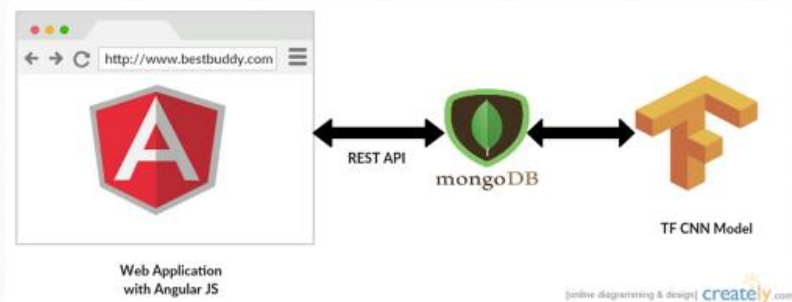 http://www.bestbuddy.com
REST API
mongoDB
TF CNN Model
Web Application
with Angular JS
[online diagramming & design] creately.com